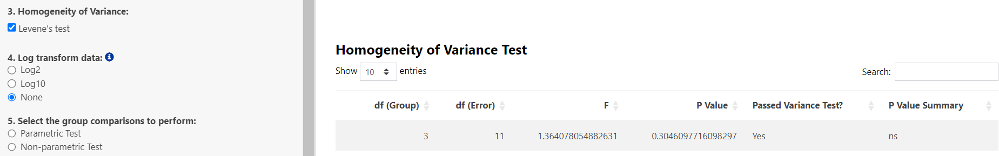 3. Homogeneity of Variance:
Levene's test
4. Log transform data:
Log2
Log10
None
5. Select the group comparisons to perform:
Parametric Test
Non-parametric Test
Homogeneity of Variance Test
Show 10 entries
Search:
df (Group) df (Error) F P Value Passed Variance Test? P Value Summary
3 11 1.364078054882631 0.3046097716098297 Yes ns